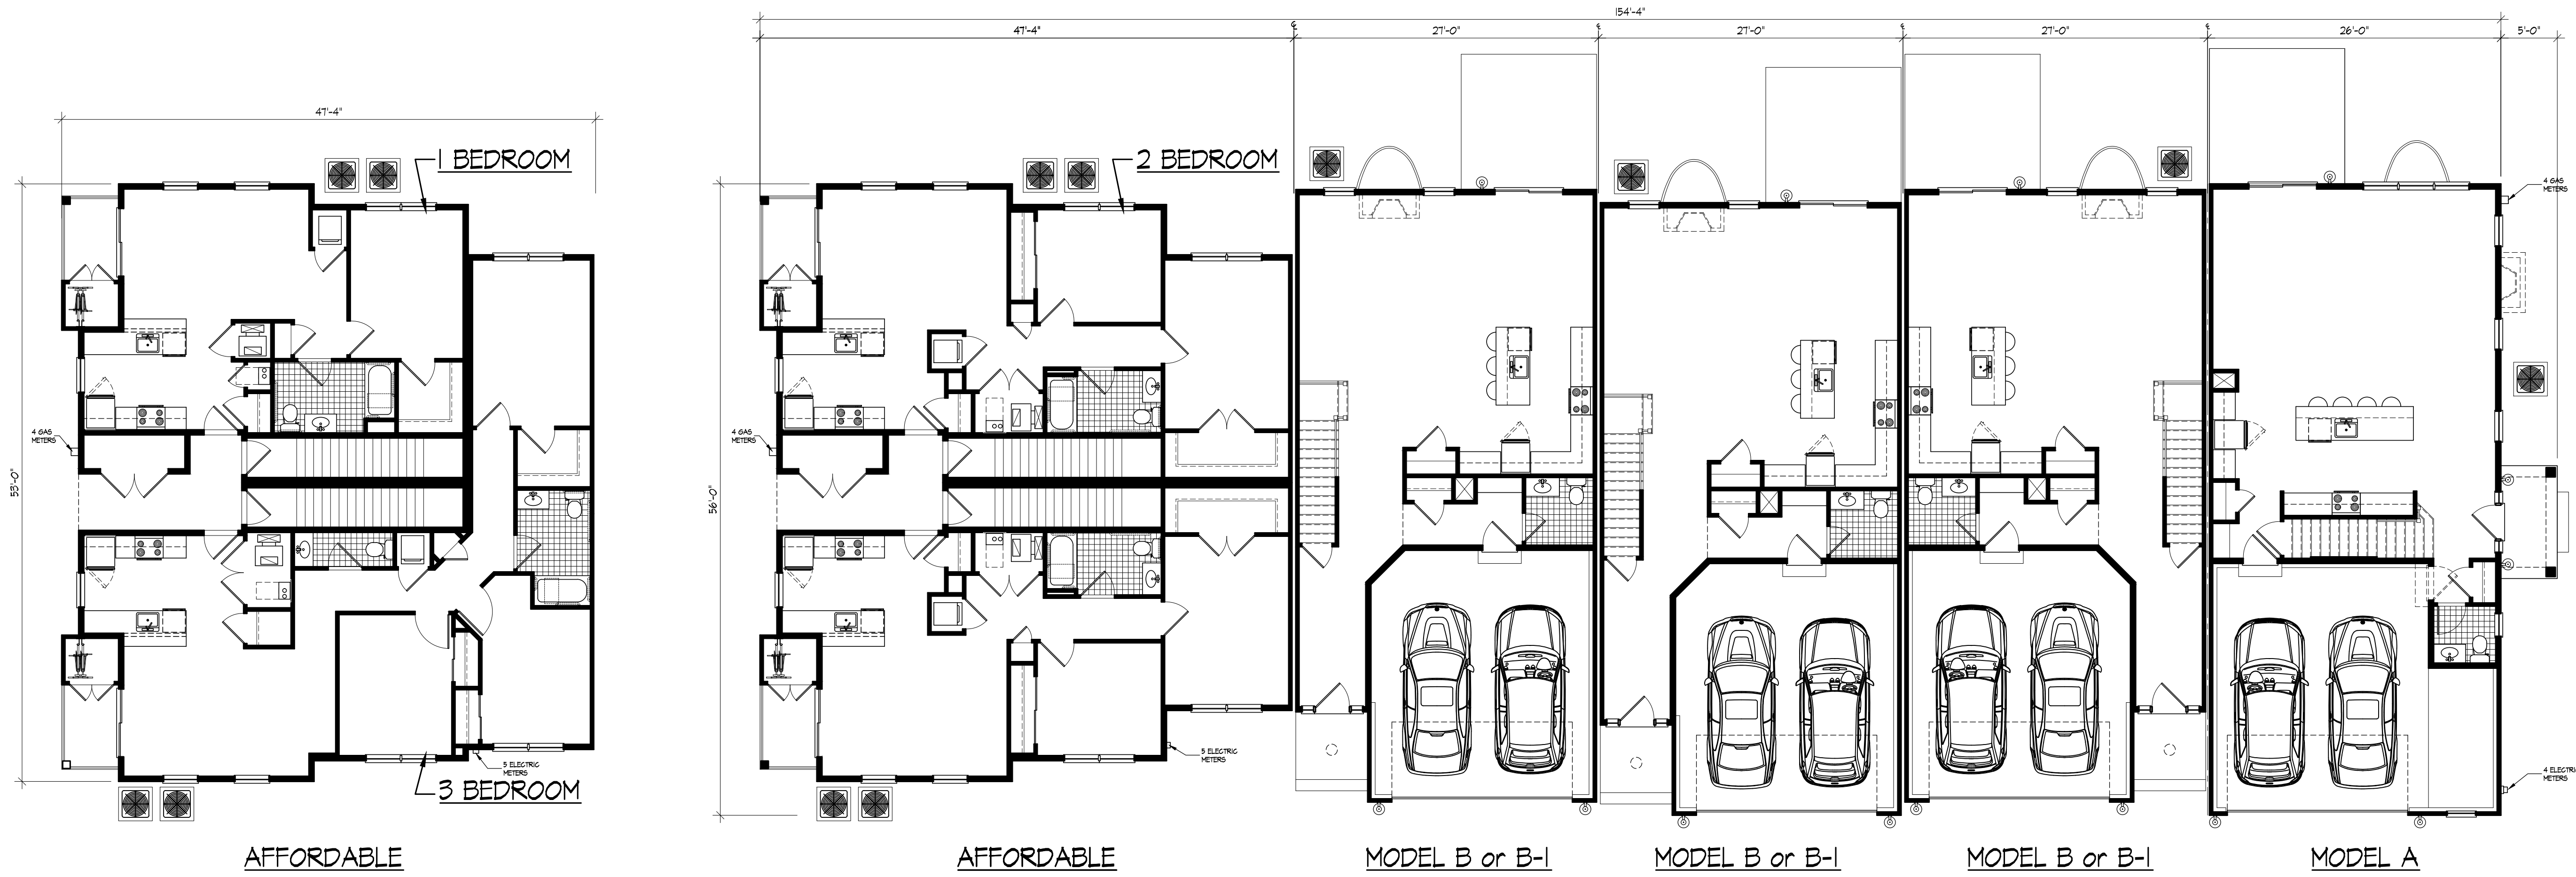 154'-4"
47'-4"
27'-0"
27'-0"
27'-0"
26'-0"
5'-0"
47'-4"
1 BEDROOM
2 BEDROOM
4 GAS
METERS
4 GAS
METERS
4 GAS
METERS
53'-0"
56'-0"
5 ELECTRIC
METERS
5 ELECTRIC
METERS
4 ELECTRI
METERS
3 BEDROOM
AFFORDABLE
AFFORDABLE
MODEL B or B-1
MODEL B or B-1
MODEL B or B-1
MODEL A